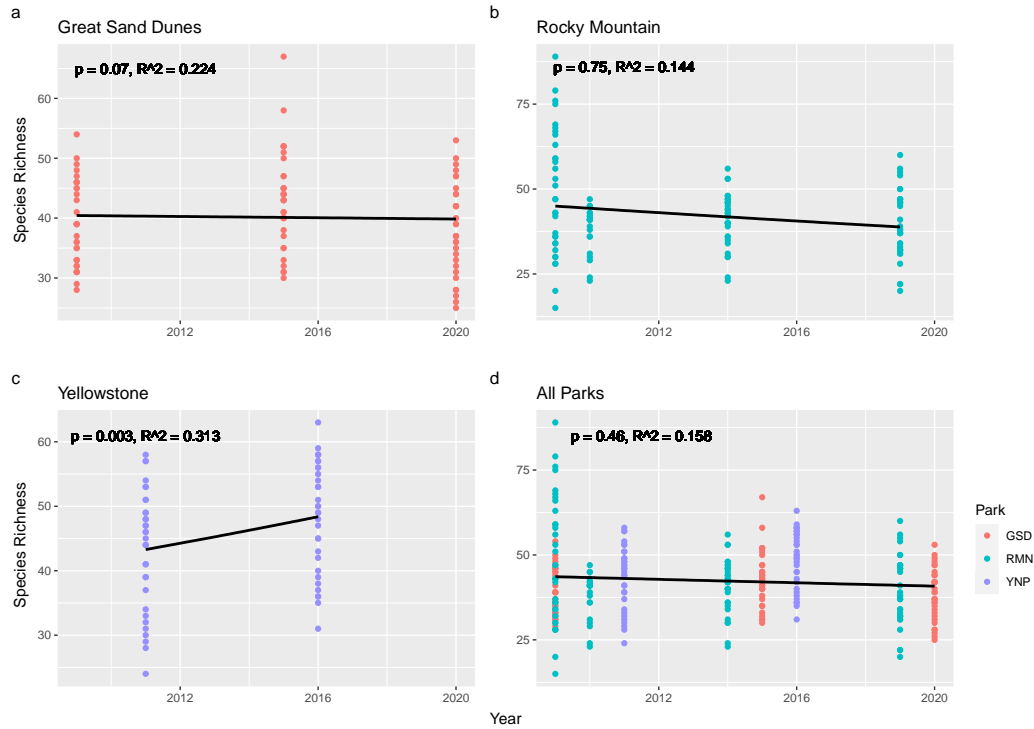 a
Great Sand Dunes
p = 0.07, R^2 = 0.224
Species Richness
60
50
40
30
2012
2016
2020
b
Rocky Mountain
p = 0.75, R^2 = 0.144
75
50
25
2012
2016
2020
c
Yellowstone
p = 0.003, R^2 = 0.313
Species Richness
60
50
40
30
2012
2016
2020
d
All Parks
p = 0.46, R^2 = 0.158
75
50
25
2012
2016
2020
Park
GSD
RMN
YNP
Year